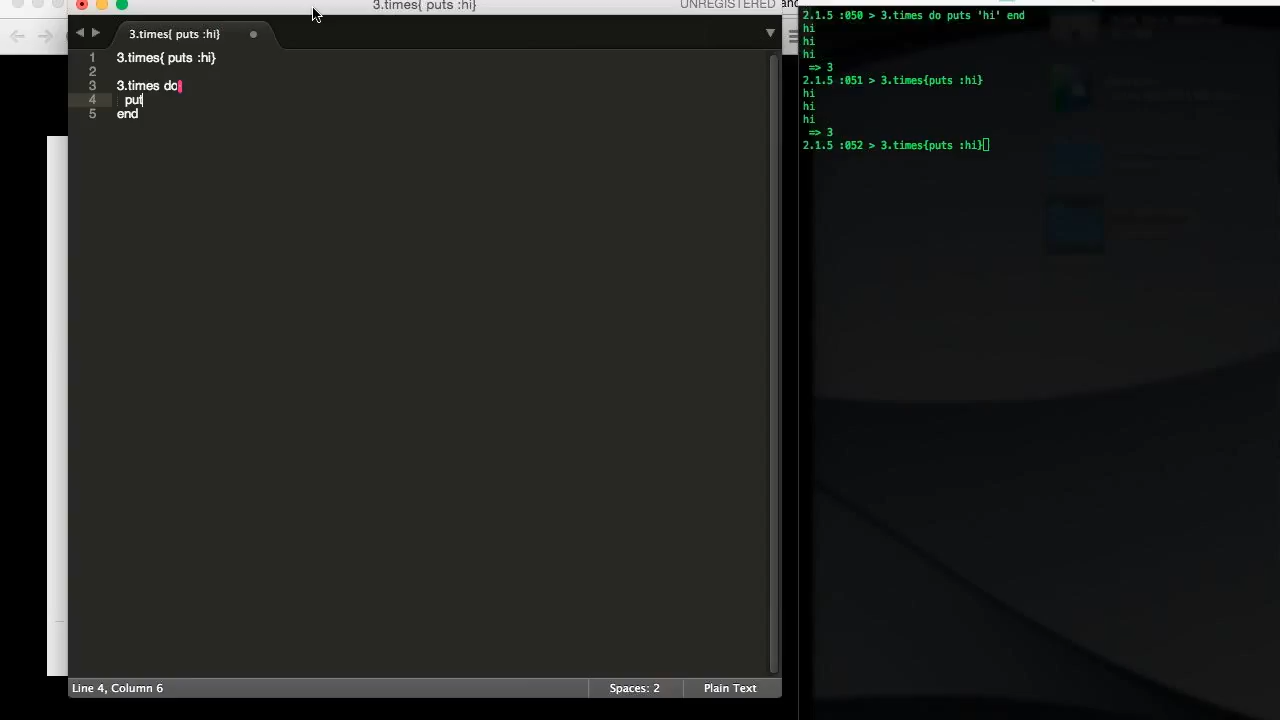 3.times{ puts :hi}
UNREGISTERED
3.times{ puts :hi}
1 3.times{ puts :hi}
2
3 3.times do
4 put
5 end
Line 4, Column 6
Spaces: 2
Plain Text
2.1.5 :050 > 3.times do puts 'hi' end
hi
hi
hi
=> 3
2.1.5 :051 > 3.times{puts :hi}
hi
hi
hi
=> 3
2.1.5 :052 > 3.times{puts :hi}